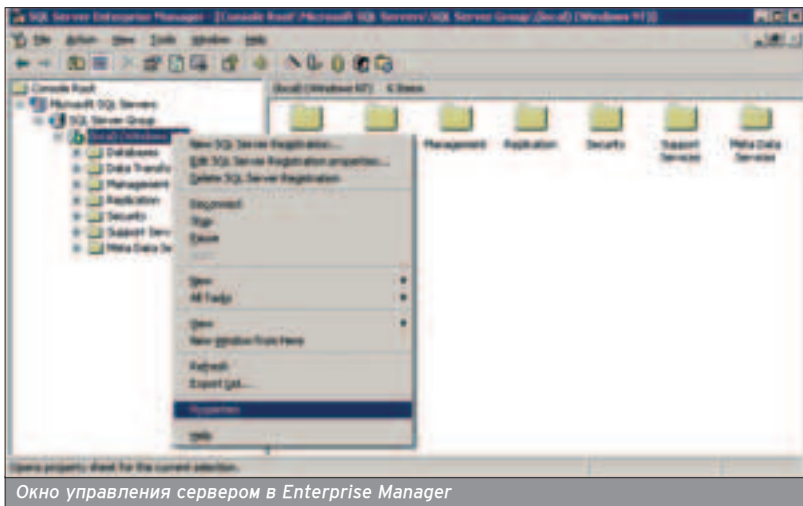 SQL Server Enterprise Manager - [Console Root\Microsoft SQL Servers\SQL Server Group\(local) (Windows NT)]
File Action View Tools Window Help
Console Root
Microsoft SQL Servers
SQL Server Group
(local) (Windows
Databases
Data Transfo
Management
Replication
Security
Support Serv
Meta Data Se
(local) (Windows NT) 6 Items
Management
Replication
Security
Support Services
Meta Data Services
New SQL Server Registration...
Edit SQL Server Registration properties...
Delete SQL Server Registration
Disconnect
Stop
Pause
New
All Tasks
View
New Window from Here
Refresh
Export List...
Properties
Help
Opens property sheet for the current selection.
Окно управления сервером в Enterprise Manager